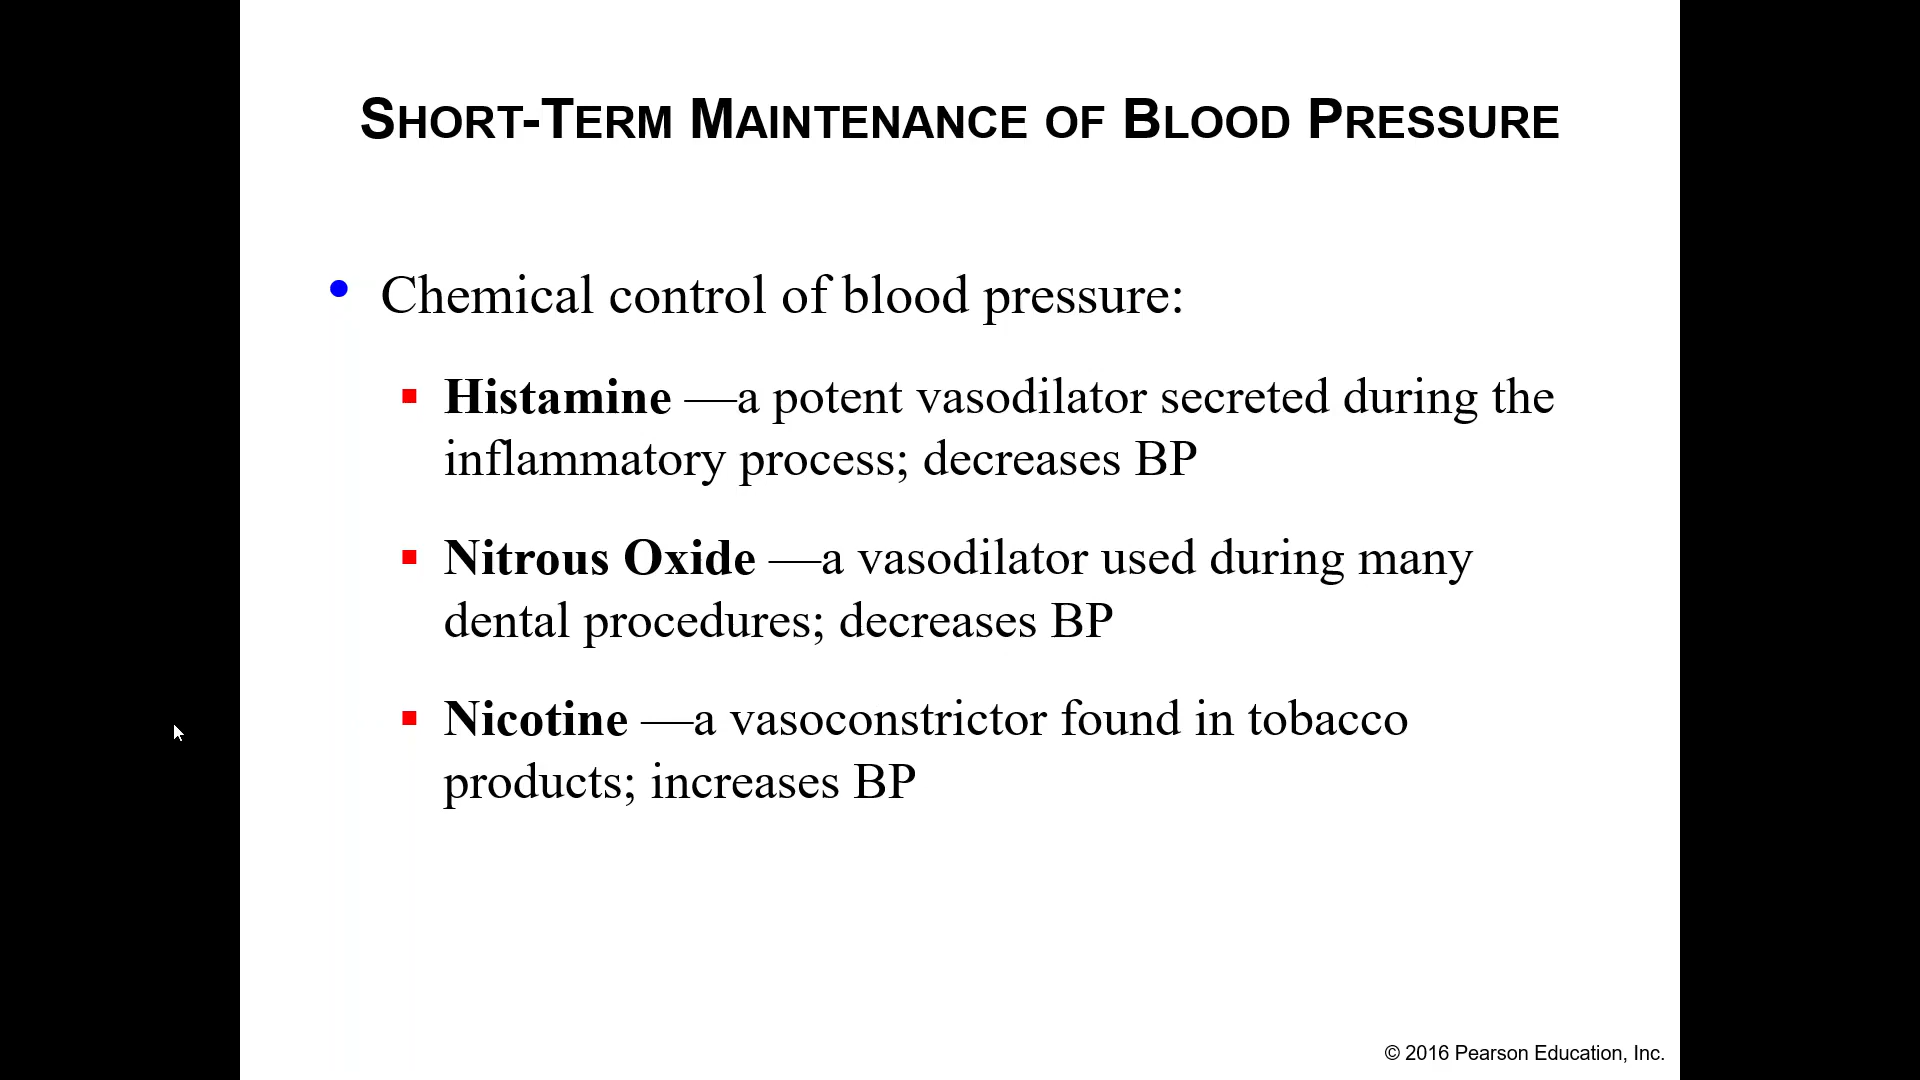 SHORT-TERM MAINTENANCE OF BLOOD PRESSURE
• Chemical control of blood pressure:
▪ Histamine —a potent vasodilator secreted during the
inflammatory process; decreases BP
▪ Nitrous Oxide —a vasodilator used during many
dental procedures; decreases BP
▪ Nicotine —a vasoconstrictor found in tobacco
products; increases BP
© 2016 Pearson Education, Inc.